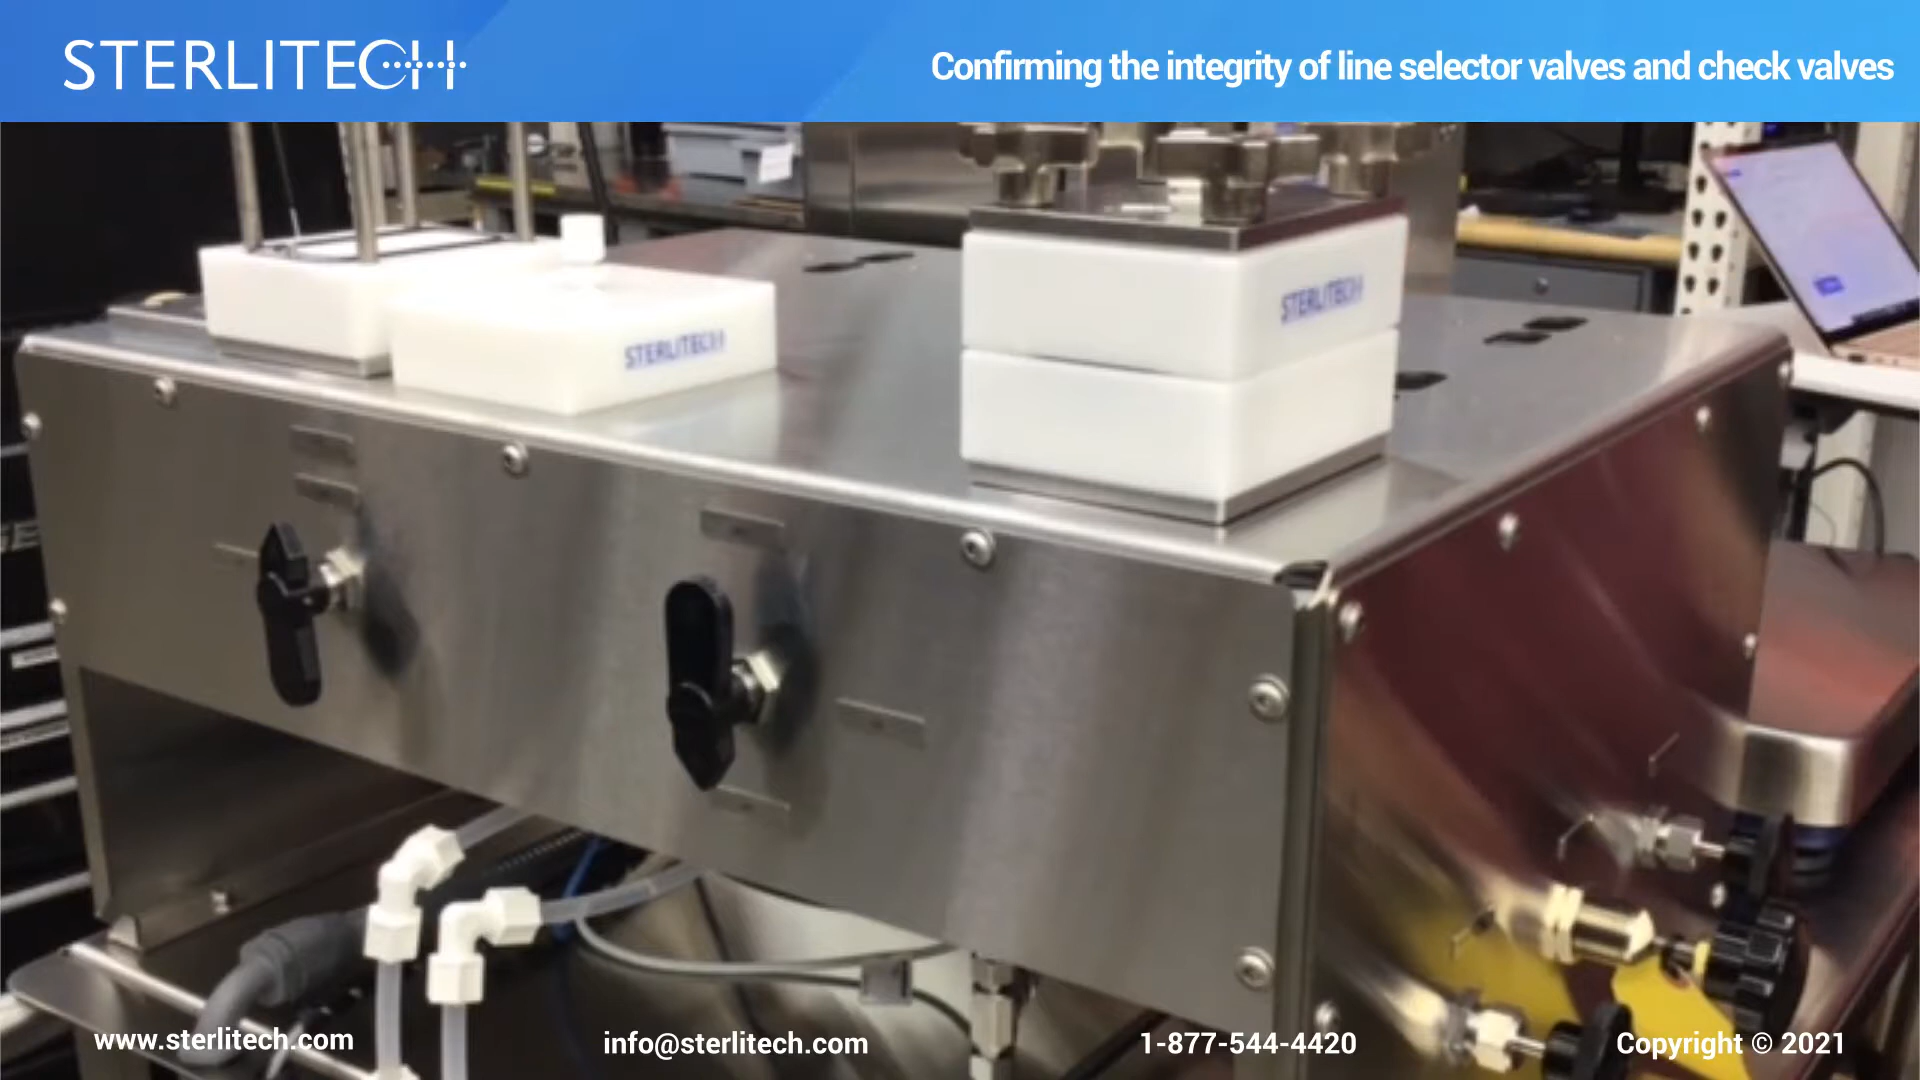 STERLITECH
Confirming the integrity of line selector valves and check valves
STERLITECH
STERLITECH
www.sterlitech.com
info@sterlitech.com
1-877-544-4420
Copyright © 2021